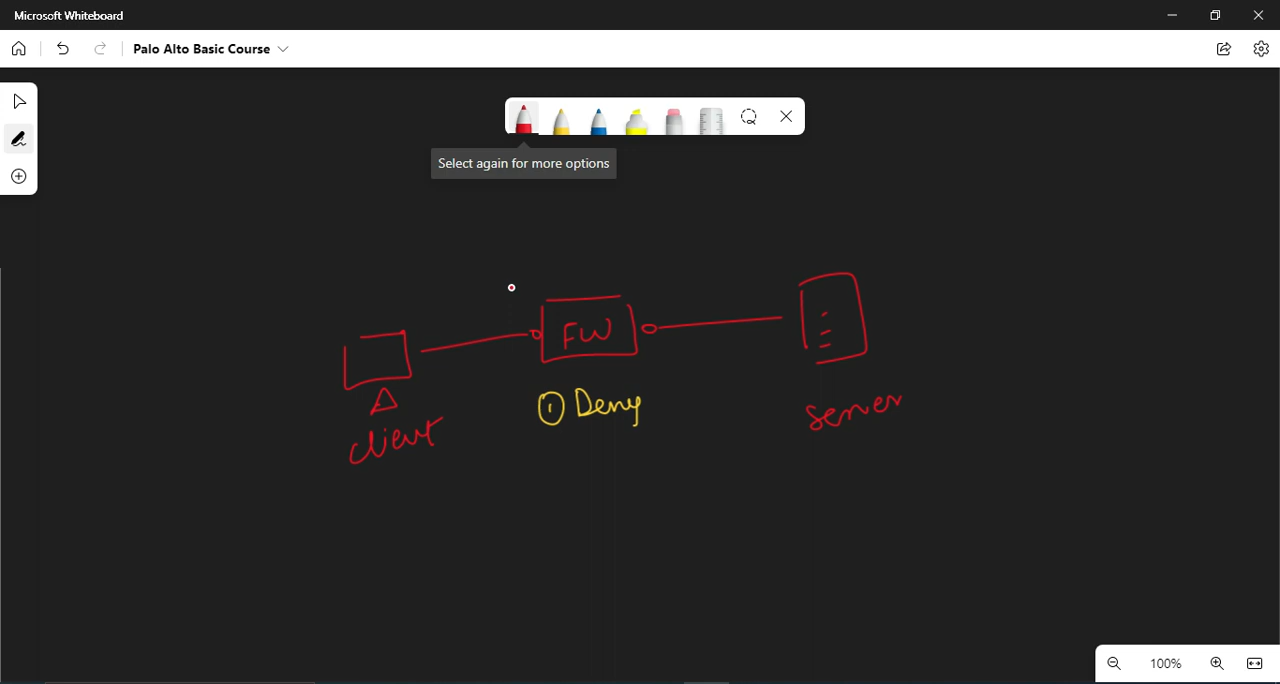 Microsoft Whiteboard
Palo Alto Basic Course
Select again for more options
FW
① Deny
client
server
100%